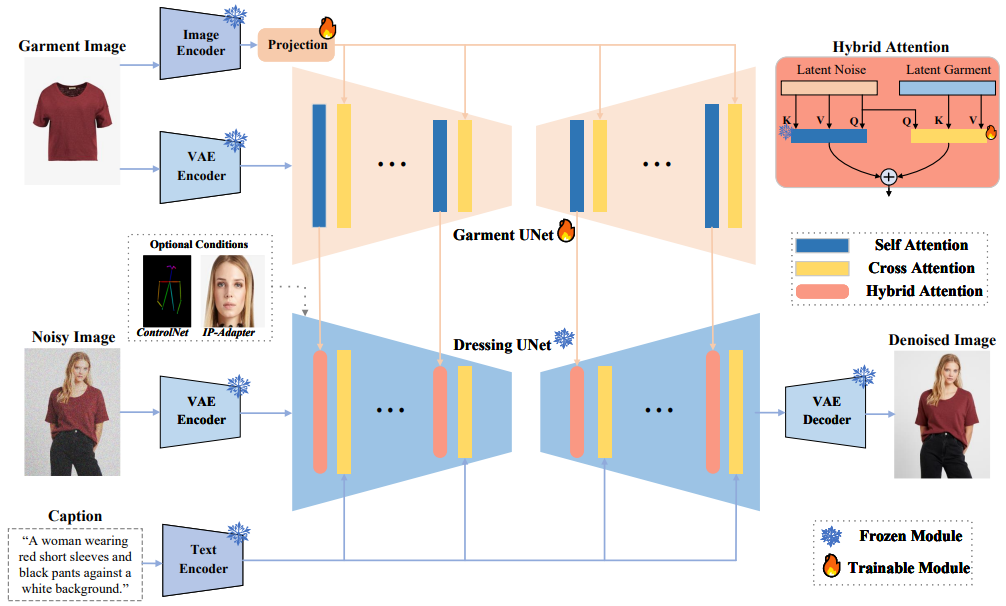 Garment Image
Image
Encoder
Projection
VAE
Encoder
Hybrid Attention
Latent Noise
Latent Garment
K
V
Q
Q
K
V
Garment UNet
Self Attention
Cross Attention
Hybrid Attention
Optional Conditions
ControlNet
IP-Adapter
Noisy Image
VAE
Encoder
Dressing UNet
Denoised Image
VAE
Decoder
Caption
“A woman wearing
red short sleeves and
black pants against a
white background.”
Text
Encoder
Frozen Module
Trainable Module